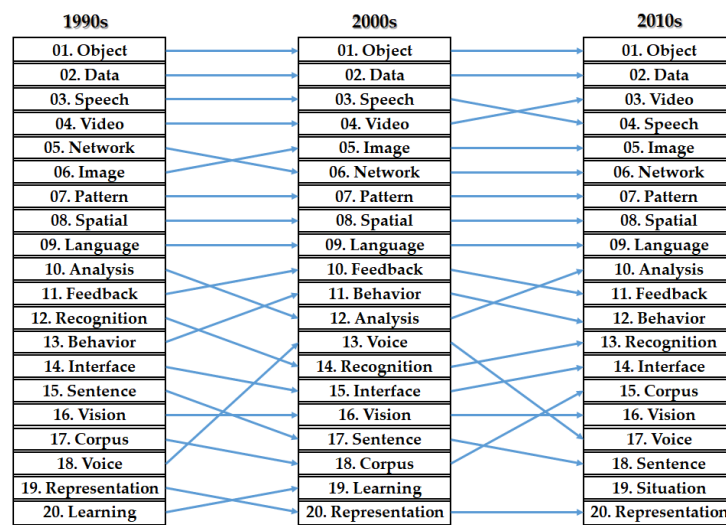 1990s
01. Object
02. Data
03. Speech
04. Video
05. Network
06. Image
07. Pattern
08. Spatial
09. Language
10. Analysis
11. Feedback
12. Recognition
13. Behavior
14. Interface
15. Sentence
16. Vision
17. Corpus
18. Voice
19. Representation
20. Learning
2000s
01. Object
02. Data
03. Speech
04. Video
05. Image
06. Network
07. Pattern
08. Spatial
09. Language
10. Feedback
11. Behavior
12. Analysis
13. Voice
14. Recognition
15. Interface
16. Vision
17. Sentence
18. Corpus
19. Learning
20. Representation
2010s
01. Object
02. Data
03. Video
04. Speech
05. Image
06. Network
07. Pattern
08. Spatial
09. Language
10. Analysis
11. Feedback
12. Behavior
13. Recognition
14. Interface
15. Corpus
16. Vision
17. Voice
18. Sentence
19. Situation
20. Representation